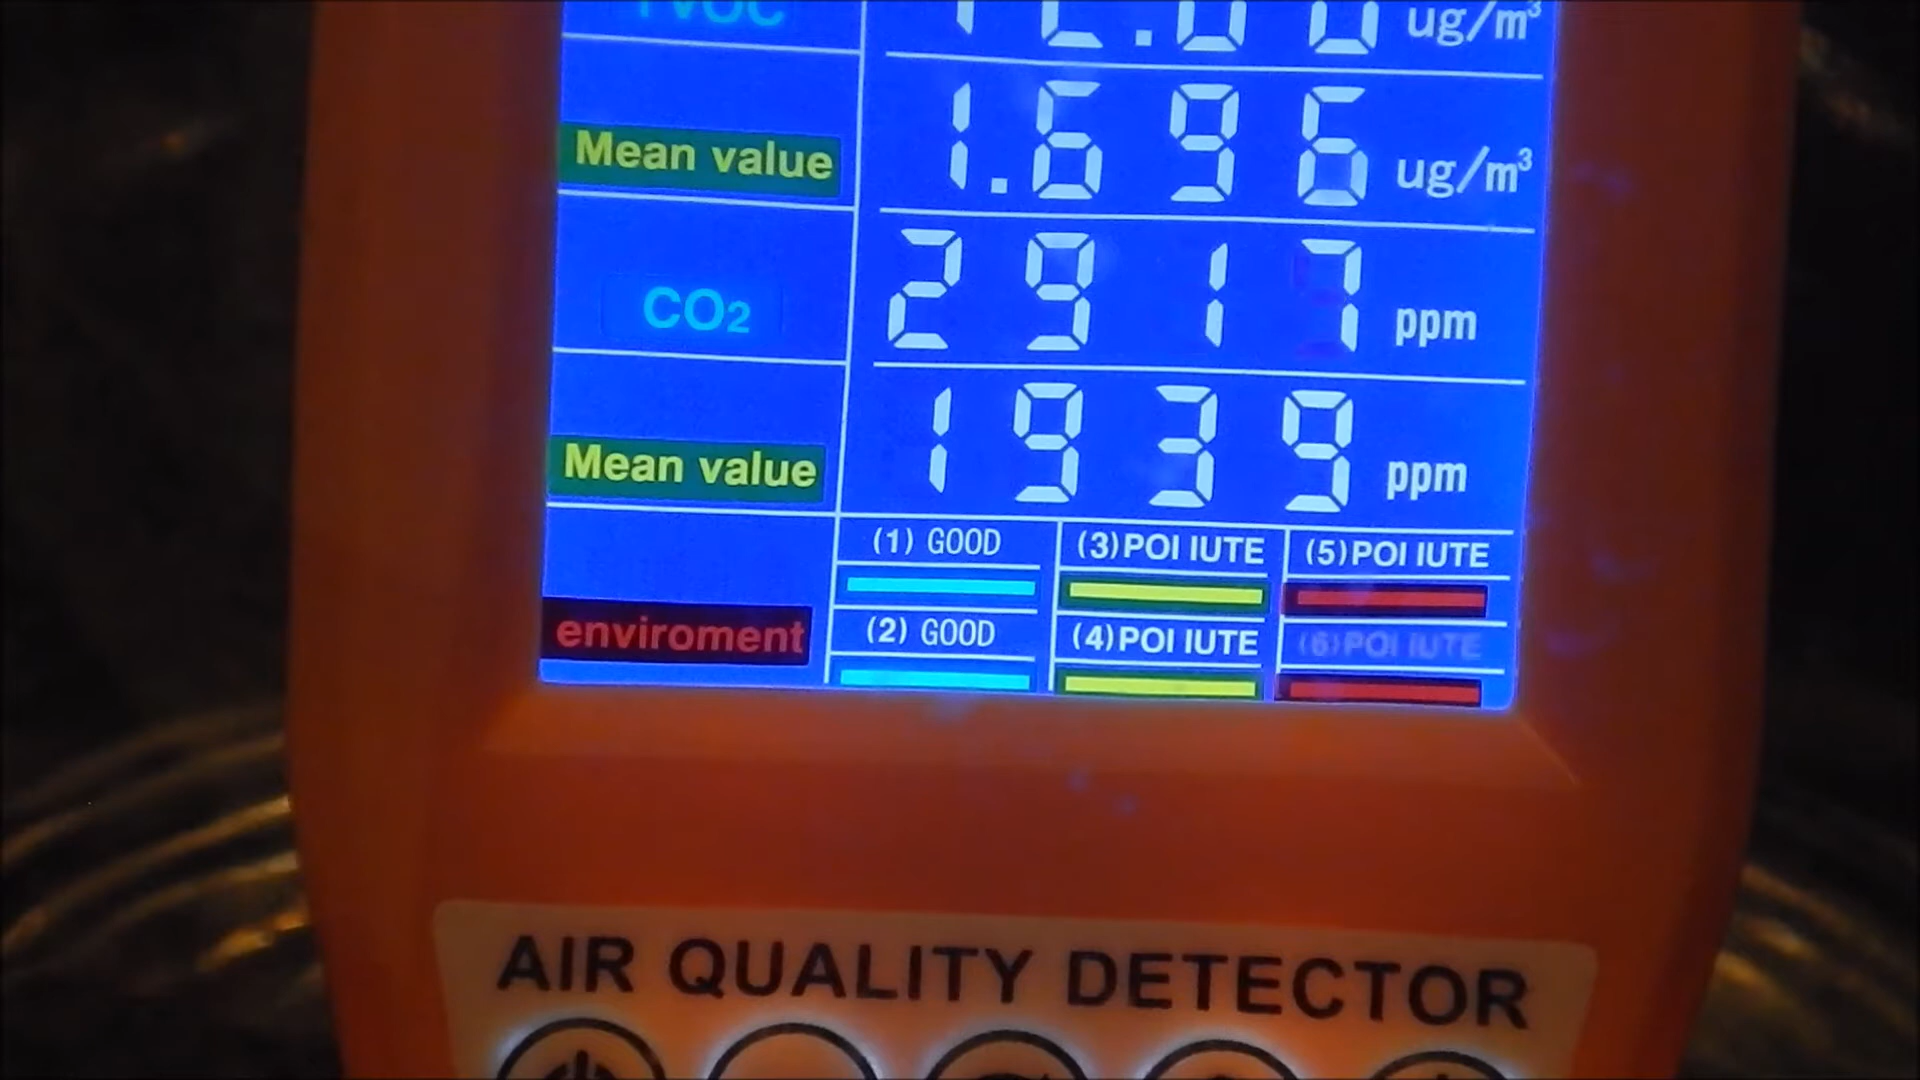 TVOC ug/m³
Mean value 1.696 ug/m³
CO2 2917 ppm
Mean value 1939 ppm
(1) GOOD (3)POI IUTE (5)POI IUTE
enviroment (2) GOOD (4)POI IUTE (6)POI IUTE
AIR QUALITY DETECTOR